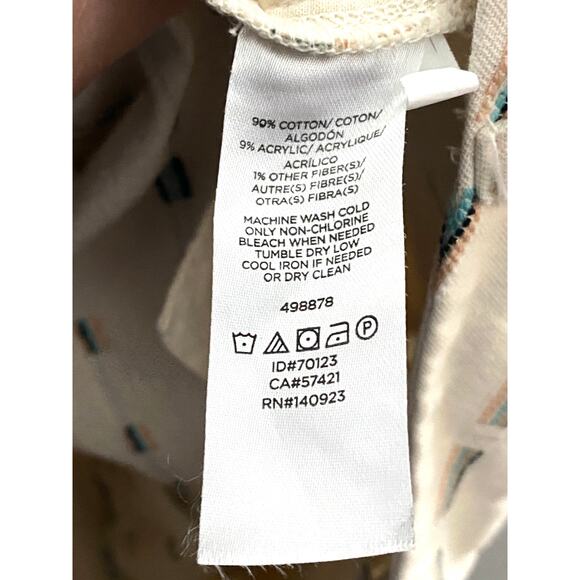 90% COTTON/ COTON/
ALGODÓN
9% ACRYLIC/ ACRYLIQUE/
ACRÍLICO
1% OTHER FIBER(S)/
AUTRE(S) FIBRE(S)/
OTRA(S) FIBRA(S)
MACHINE WASH COLD
ONLY NON-CHLORINE
BLEACH WHEN NEEDED
TUMBLE DRY LOW
COOL IRON IF NEEDED
OR DRY CLEAN
498878
P
ID#70123
CA#57421
RN#140923